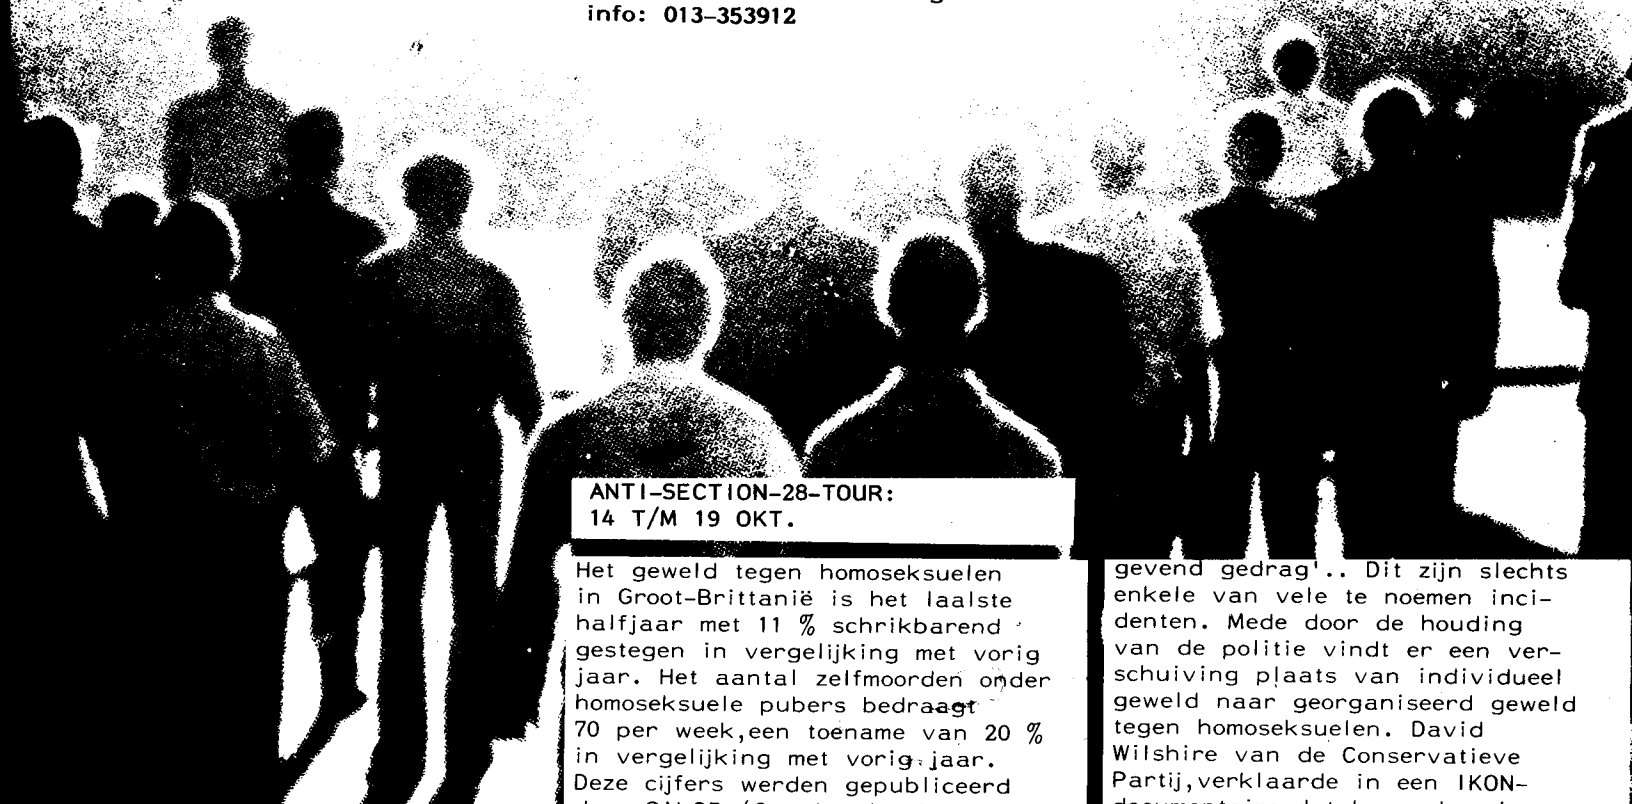 info: 013-353912
ANTI-SECTION-28-TOUR:
14 T/M 19 OKT.
Het geweld tegen homoseksuelen
in Groot-Brittanië is het laalste
halfjaar met 11 % schrikbarend
gestegen in vergelijking met vorig
jaar. Het aantal zelfmoorden onder
homoseksuele pubers bedraagt
70 per week,een toename van 20 %
in vergelijking met vorig jaar.
Deze cijfers werden gepubliceerd
gevend gedrag'.. Dit zijn slechts
enkele van vele te noemen inci-
denten. Mede door de houding
van de politie vindt er een ver-
schuiving plaats van individueel
geweld naar georganiseerd geweld
tegen homoseksuelen. David
Wilshire van de Conservatieve
Partij,verklaarde in een IKON-